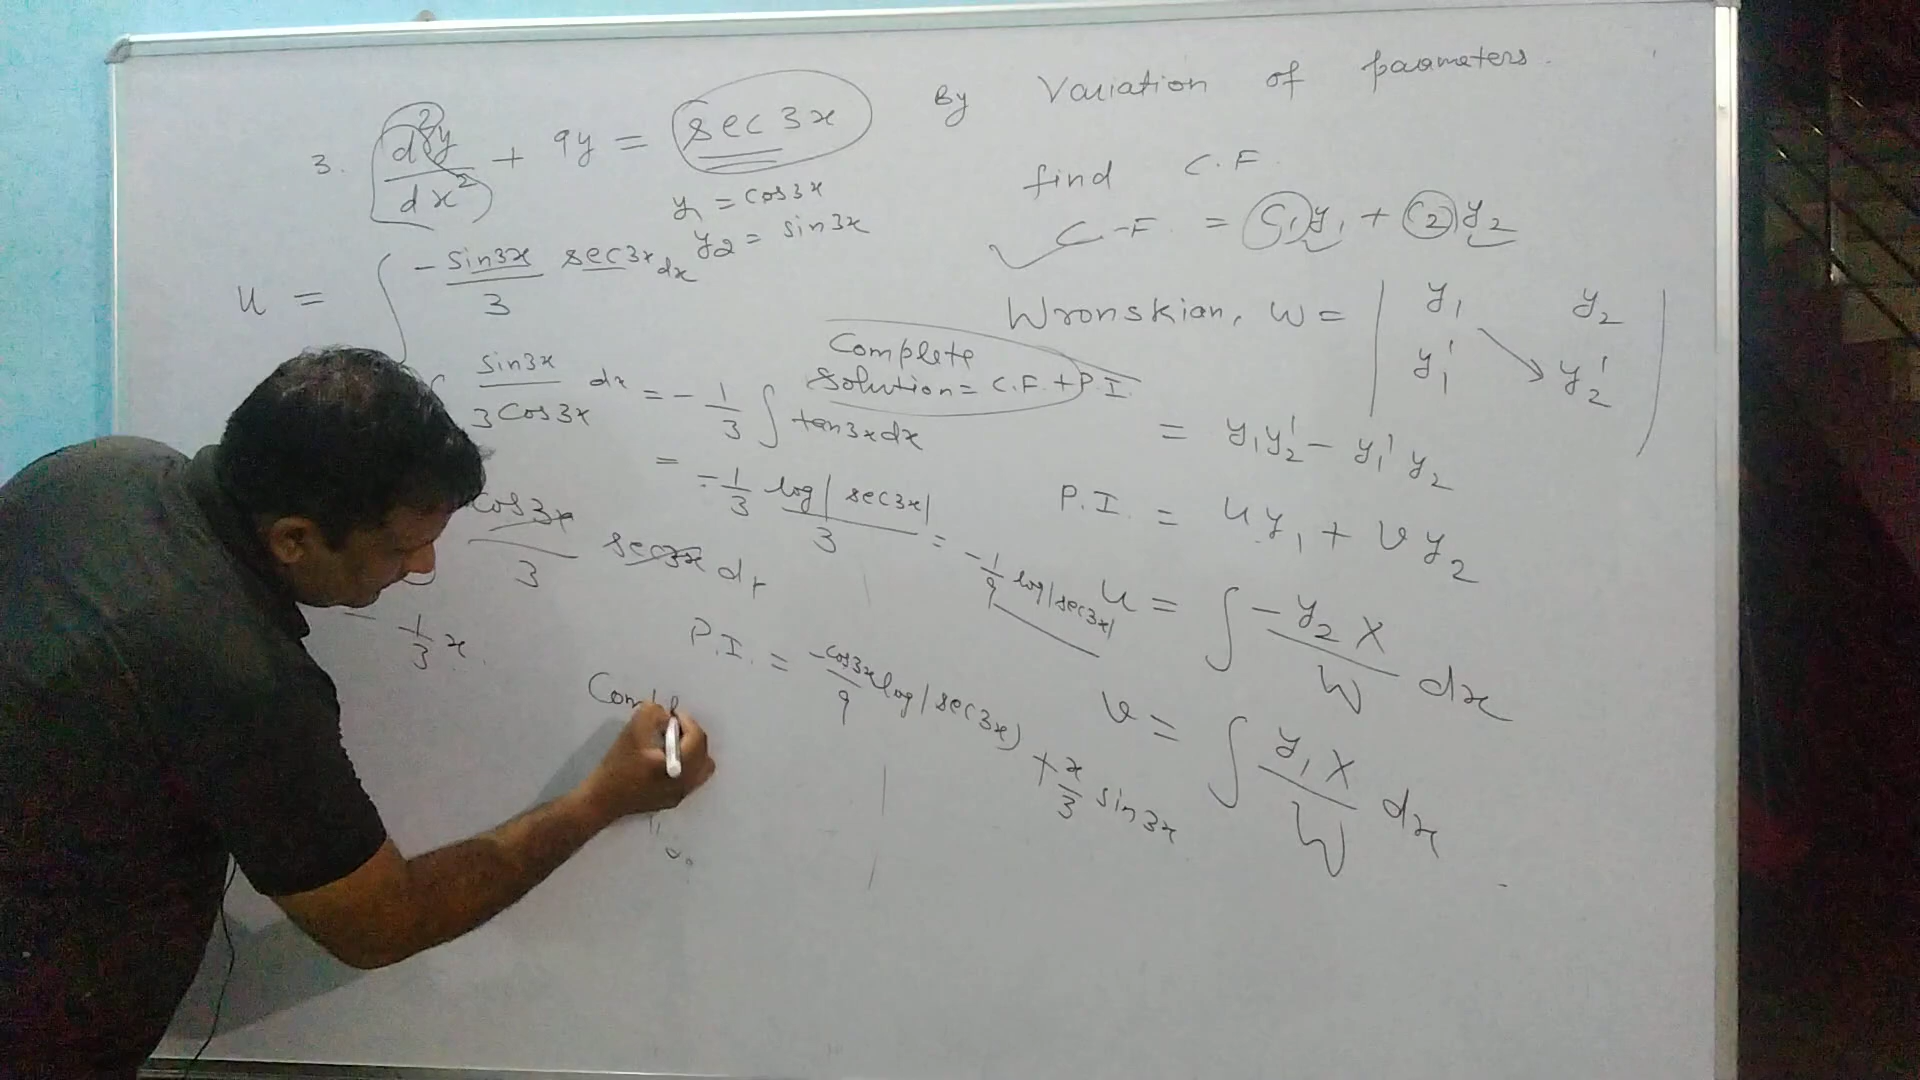 3. d²y/dx² + 9y = sec3x By Variation of parameters.
y₁ = cos3x
y₂ = sin3x
u = ∫ -sin3x/3 sec3x dx
sin3x/3cos3x dx = -1/3 ∫ tan3x dx
= -1/3 log|sec3x|/3 = -1/9 log|sec3x|
cos3x/3 sec3x dx
1/3 x.
Complete
Solution = C.F. + P.I.
P.I. = -cos3x/9 log|sec3x) + x/3 sin3x
Comple
find C.F
C-F. = C₁y₁ + C₂y₂
Wronskian, W = | y₁ y₂
y₁' y₂' |
= y₁y₂' - y₁'y₂
P.I. = uy₁ + vy₂
u = ∫ -y₂X/W dx
v = ∫ y₁X/W dx